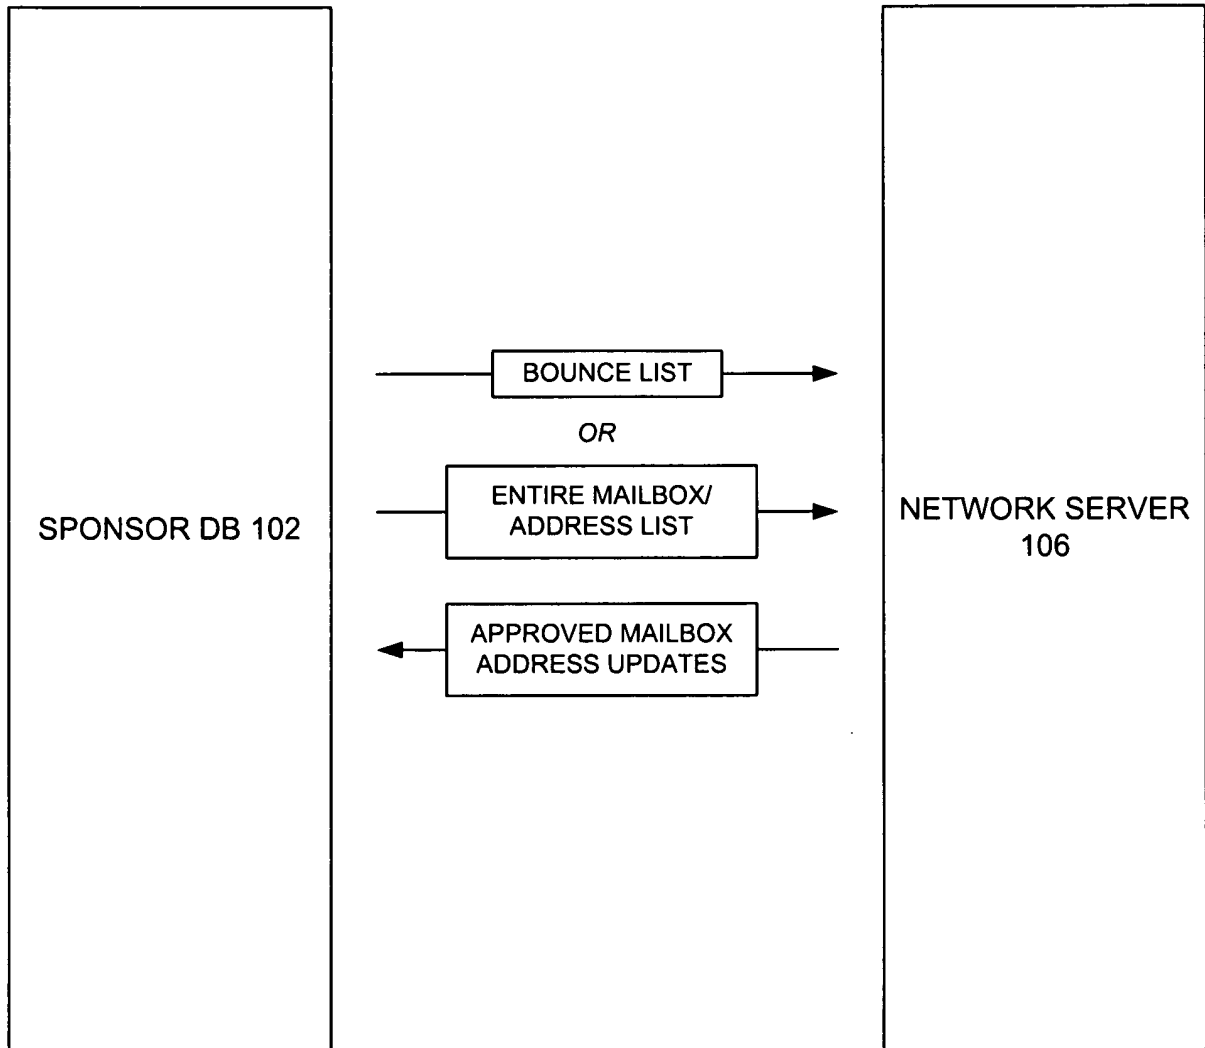 BOUNCE LIST
OR
ENTIRE MAILBOX/
ADDRESS LIST
SPONSOR DB 102
NETWORK SERVER
106
APPROVED MAILBOX
ADDRESS UPDATES